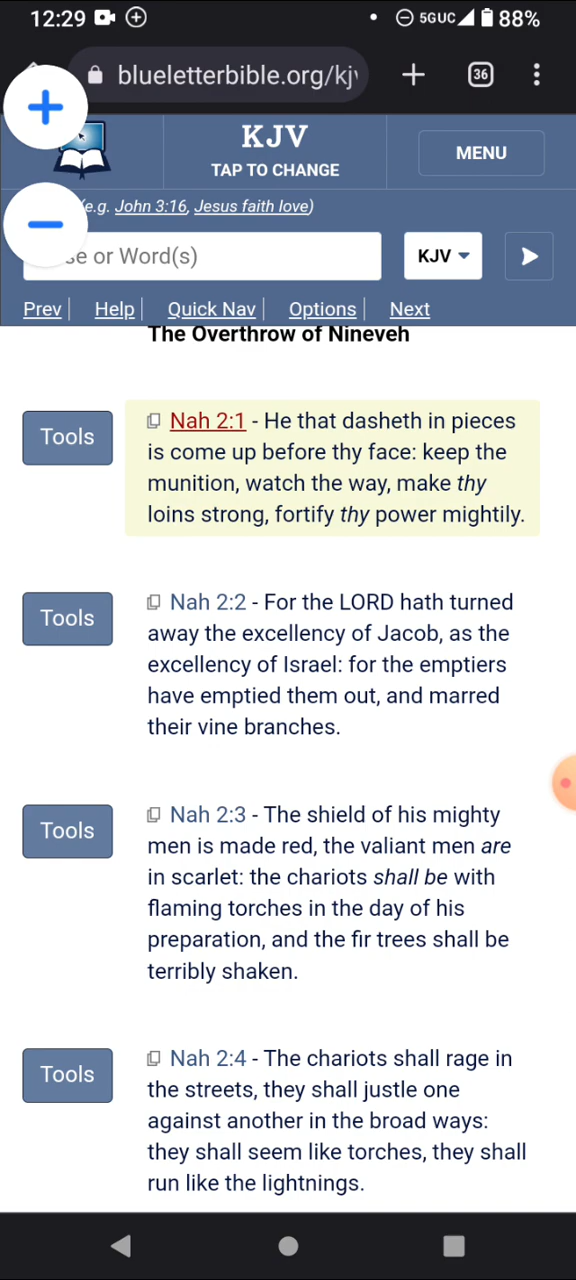 12:29 5GUC 88%
blueletterbible.org/kj
36
KJV
TAP TO CHANGE
MENU
(e.g. John 3:16, Jesus faith love)
se or Word(s)
KJV
Prev| Help| Quick Nav| Options| Next
The Overthrow of Nineveh
Tools
Nah 2:1 - He that dasheth in pieces
is come up before thy face: keep the
munition, watch the way, make thy
loins strong, fortify thy power mightily.
Tools
Nah 2:2 - For the LORD hath turned
away the excellency of Jacob, as the
excellency of Israel: for the emptiers
have emptied them out, and marred
their vine branches.
Tools
Nah 2:3 - The shield of his mighty
men is made red, the valiant men are
in scarlet: the chariots shall be with
flaming torches in the day of his
preparation, and the fir trees shall be
terribly shaken.
Tools
Nah 2:4 - The chariots shall rage in
the streets, they shall justle one
against another in the broad ways:
they shall seem like torches, they shall
run like the lightnings.